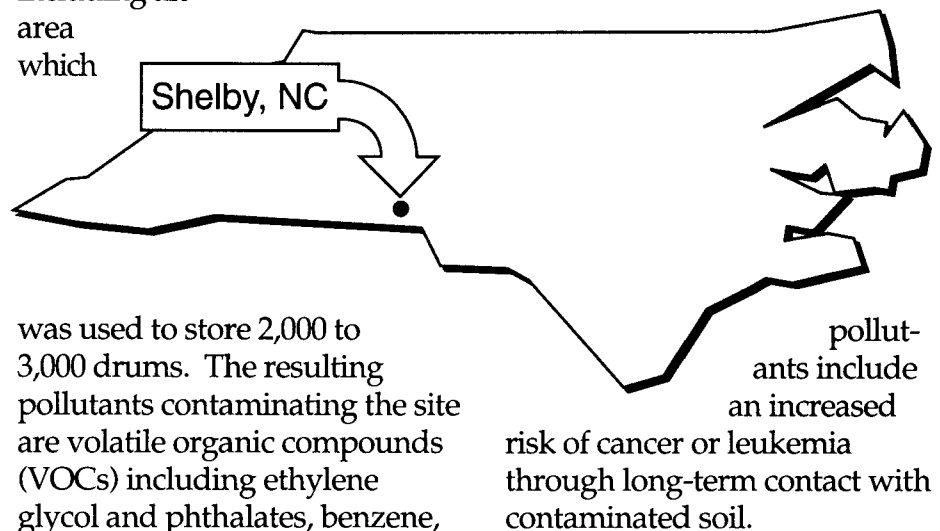 area
which
Shelby, NC
was used to store 2,000 to
3,000 drums. The resulting
pollutants contaminating the site
are volatile organic compounds
(VOCs) including ethylene
glycol and phthalates, benzene,
pollut-
ants include
an increased
risk of cancer or leukemia
through long-term contact with
contaminated soil.